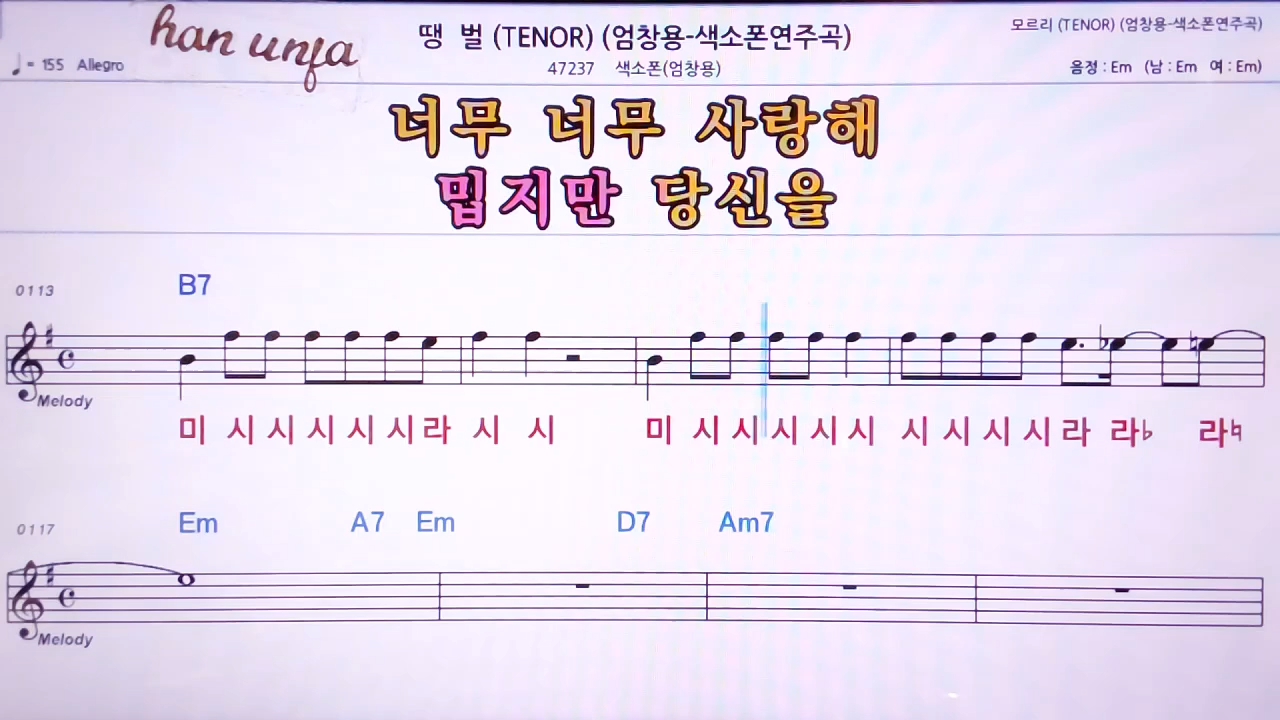 han unja
땡 벌 (TENOR) (엄창용-색소폰연주곡)
모르리 (TENOR) (엄창용-색소폰연주곡)
♩ = 155 Allegro
47237 색소폰(엄창용)
음정 : Em (남 : Em 여 : Em)
너무 너무 사랑해
밉지만 당신을
B7
0113
Melody
미 시 시 시 시 시 라 시 시 미 시 시 시 시 시 시 시 시 시 라 라♭ 라♮
Em A7 Em D7 Am7
0117
Melody